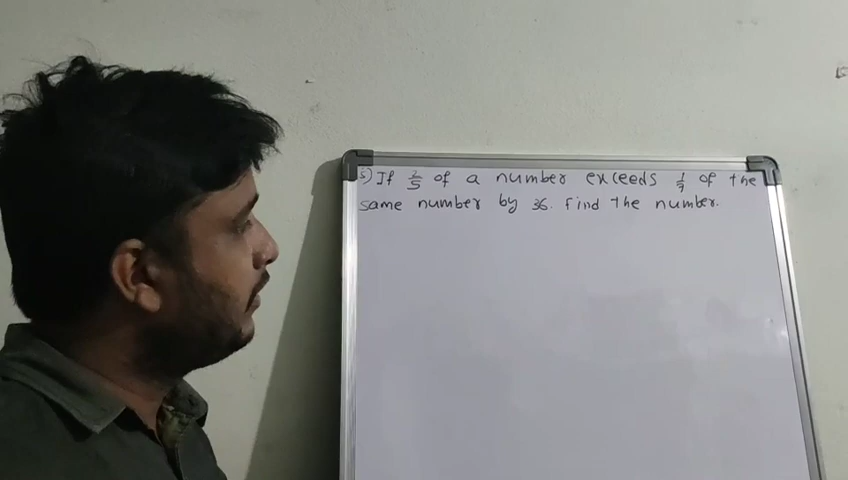 5) If 2/5 of a number exceeds 1/7 of the
same number by 36. Find the number.